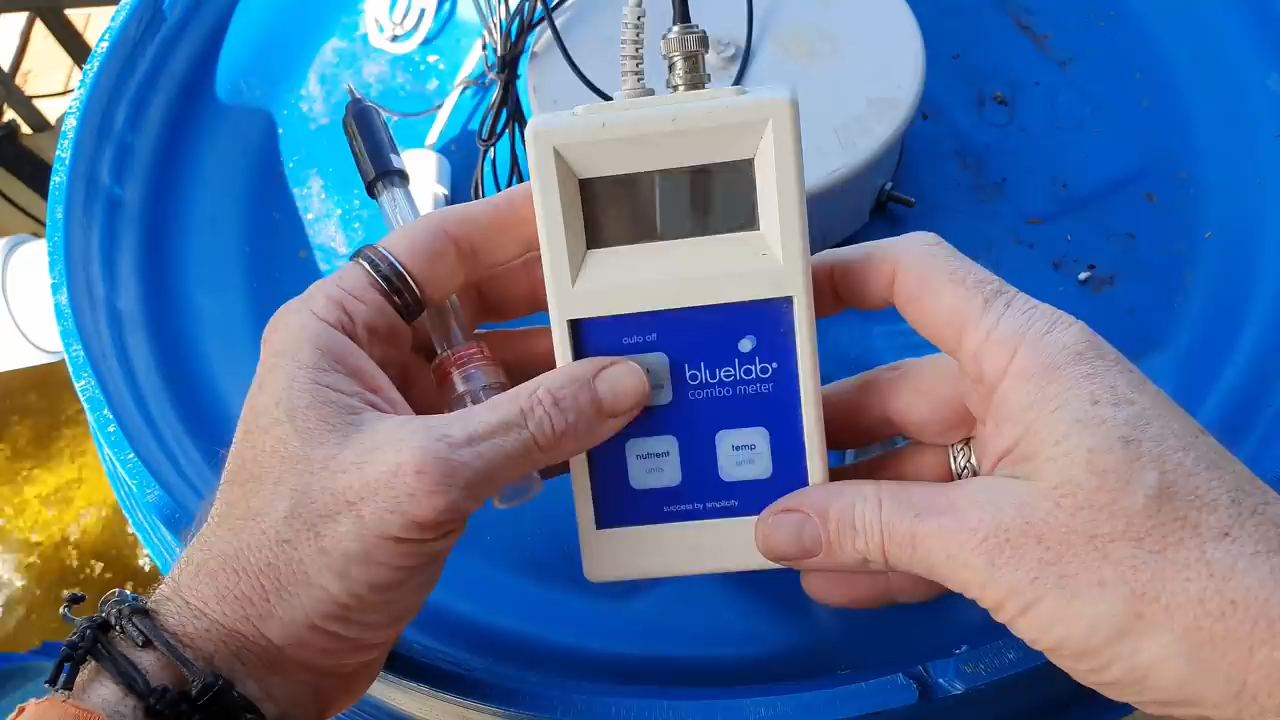 auto off
bluelab®
combo meter
nutrient
units
temp
units
success by simplicity